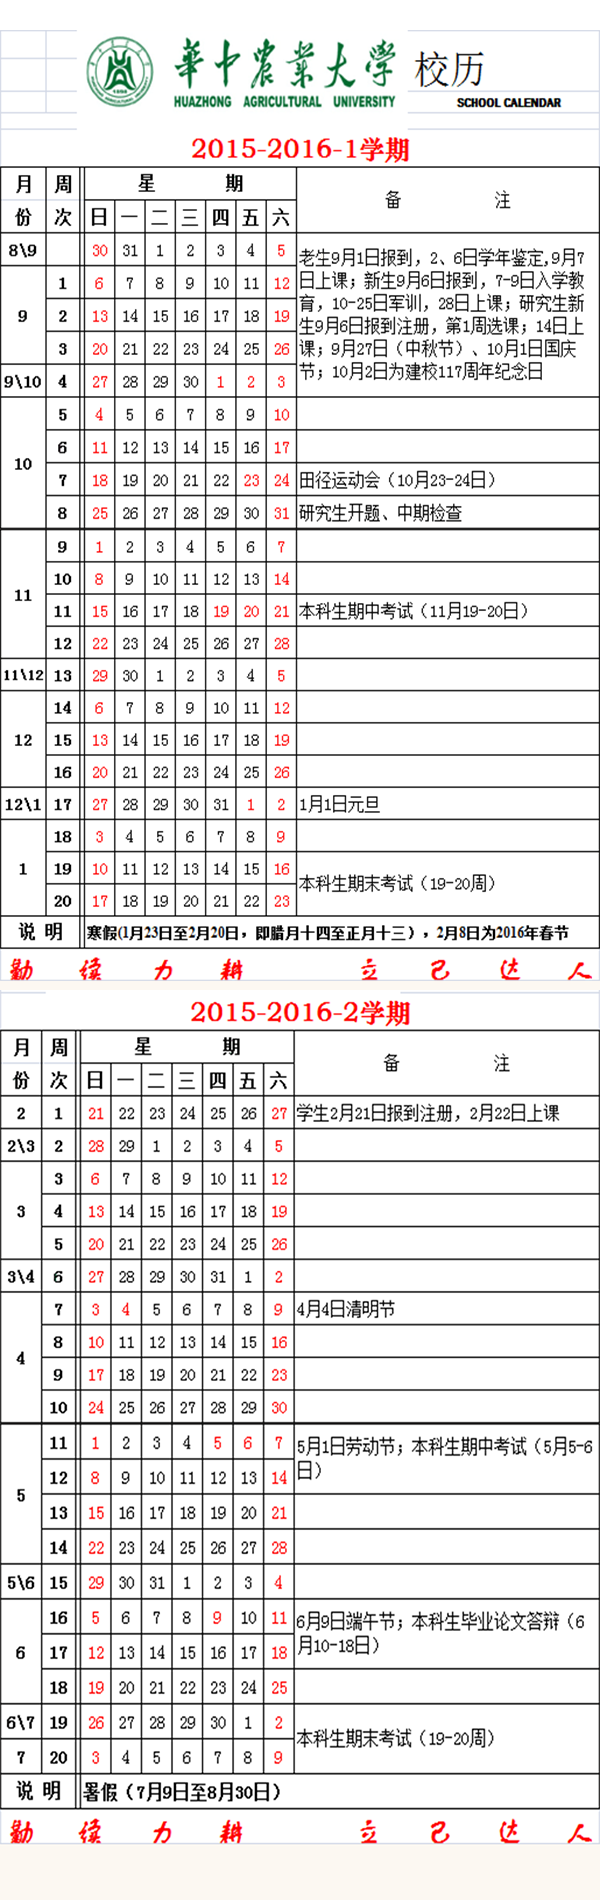 華中農業大学 校历
HUAZHONG AGRICULTURAL UNIVERSITY SCHOOL CALENDAR
2015-2016-1学期
月 周 星 期 备 注
份 次 日 一 二 三 四 五 六
8\9 30 31 1 2 3 4 5
老生9月1日报到，2、6日学年鉴定,9月7
日上课；新生9月6日报到，7-9日入学教
育，10-25日军训，28日上课；研究生新
生9月6日报到注册，第1周选课；14日上
课；9月27日（中秋节）、10月1日国庆
节；10月2日为建校117周年纪念日
9
1 6 7 8 9 10 11 12
2 13 14 15 16 17 18 19
3 20 21 22 23 24 25 26
9\10 4 27 28 29 30 1 2 3
10
5 4 5 6 7 8 9 10
6 11 12 13 14 15 16 17
7 18 19 20 21 22 23 24 田径运动会（10月23-24日）
8 25 26 27 28 29 30 31 研究生开题、中期检查
11
9 1 2 3 4 5 6 7
10 8 9 10 11 12 13 14
11 15 16 17 18 19 20 21 本科生期中考试（11月19-20日）
12 22 23 24 25 26 27 28
11\12 13 29 30 1 2 3 4 5
12
14 6 7 8 9 10 11 12
15 13 14 15 16 17 18 19
16 20 21 22 23 24 25 26
12\1 17 27 28 29 30 31 1 2 1月1日元旦
1
18 3 4 5 6 7 8 9
19 10 11 12 13 14 15 16
本科生期末考试（19-20周）
20 17 18 19 20 21 22 23
说 明 寒假(1月23日至2月20日，即腊月十四至正月十三），2月8日为2016年春节
勤 续 力 耕 立 己 达 人
2015-2016-2学期
月 周 星 期 备 注
份 次 日 一 二 三 四 五 六
2 1 21 22 23 24 25 26 27 学生2月21日报到注册，2月22日上课
2\3 2 28 29 1 2 3 4 5
3
3 6 7 8 9 10 11 12
4 13 14 15 16 17 18 19
5 20 21 22 23 24 25 26
3\4 6 27 28 29 30 31 1 2
4
7 3 4 5 6 7 8 9 4月4日清明节
8 10 11 12 13 14 15 16
9 17 18 19 20 21 22 23
10 24 25 26 27 28 29 30
5
11 1 2 3 4 5 6 7
5月1日劳动节；本科生期中考试（5月5-6
日）
12 8 9 10 11 12 13 14
13 15 16 17 18 19 20 21
14 22 23 24 25 26 27 28
5\6 15 29 30 31 1 2 3 4
6
16 5 6 7 8 9 10 11
6月9日端午节；本科生毕业论文答辩（6
月10-18日）
17 12 13 14 15 16 17 18
18 19 20 21 22 23 24 25
6\7 19 26 27 28 29 30 1 2
本科生期末考试（19-20周）
7 20 3 4 5 6 7 8 9
说 明 暑假（7月9日至8月30日）
勤 续 力 耕 立 己 达 人